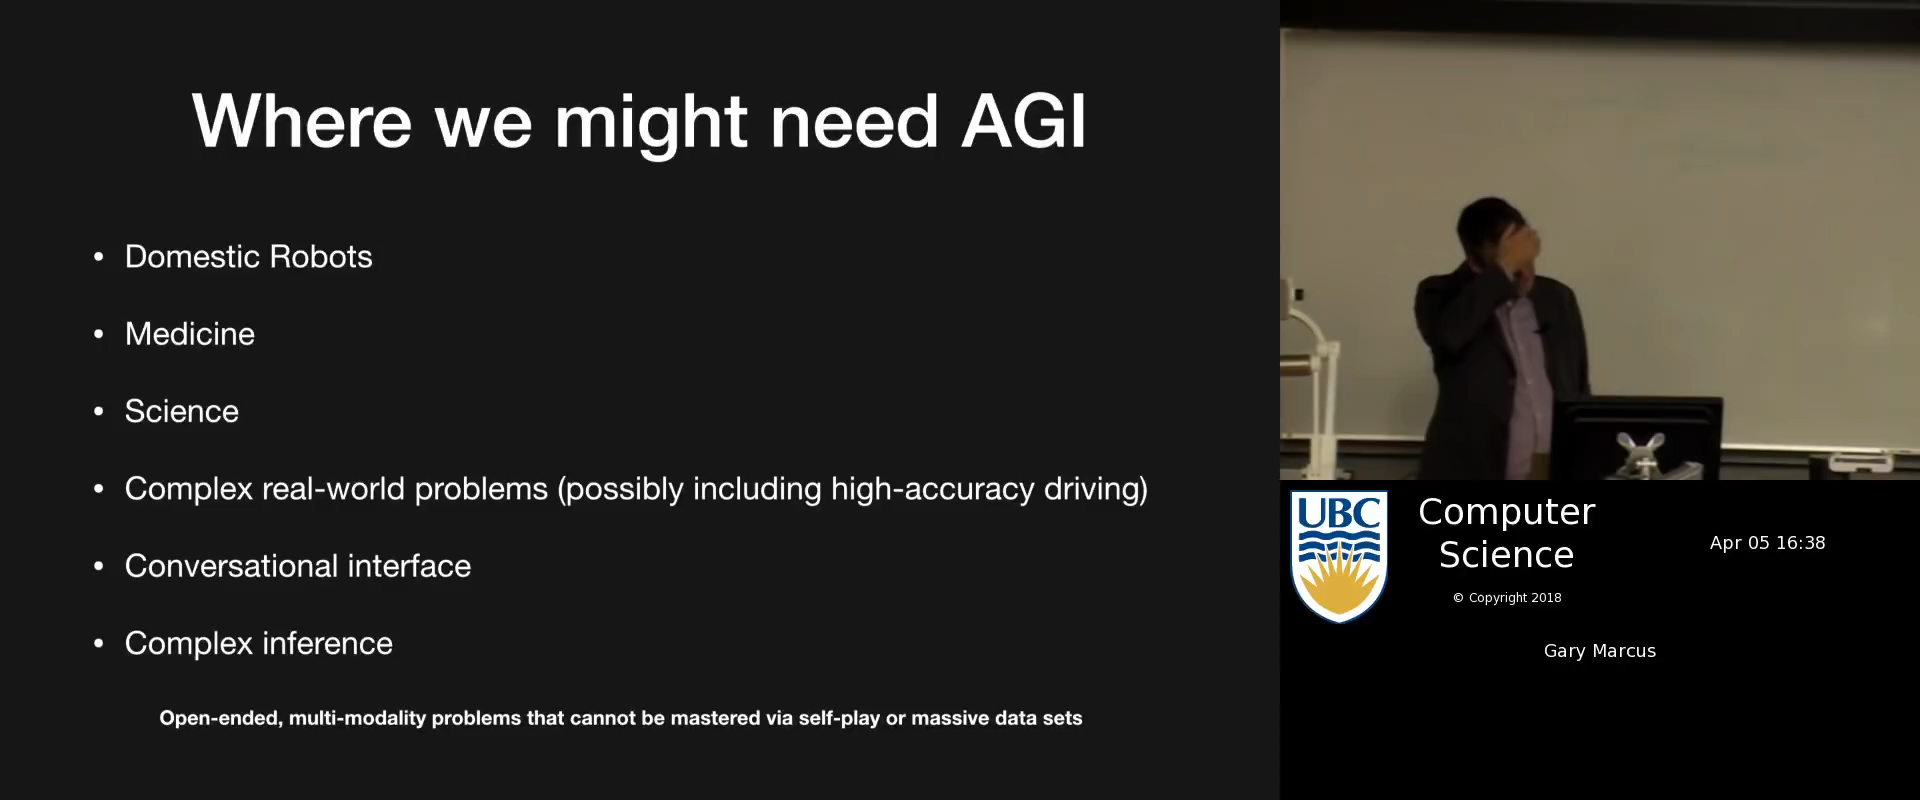 Where we might need AGI
• Domestic Robots
• Medicine
• Science
• Complex real-world problems (possibly including high-accuracy driving)
• Conversational interface
• Complex inference
Open-ended, multi-modality problems that cannot be mastered via self-play or massive data sets
UBC
Computer
Science
Apr 05 16:38
© Copyright 2018
Gary Marcus